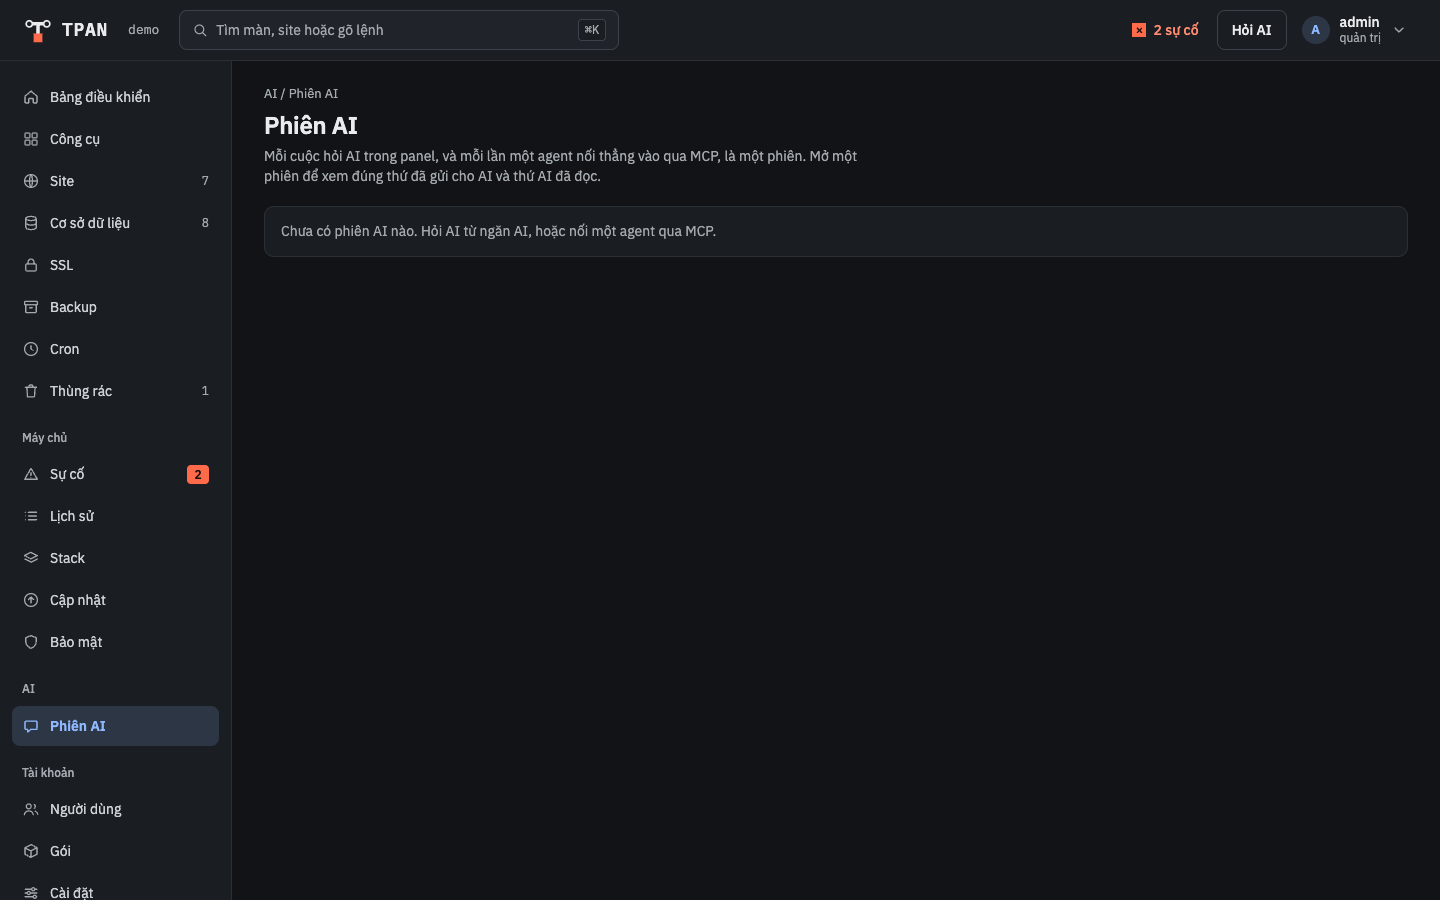 TPAN demo
Tìm màn, site hoặc gõ lệnh
⌘K
2 sự cố
Hỏi AI
A
admin
quản trị
Bảng điều khiển
Công cụ
Site 7
Cơ sở dữ liệu 8
SSL
Backup
Cron
Thùng rác 1
Máy chủ
Sự cố 2
Lịch sử
Stack
Cập nhật
Bảo mật
AI
Phiên AI
Tài khoản
Người dùng
Gói
Cài đặt
AI / Phiên AI
Phiên AI
Mỗi cuộc hỏi AI trong panel, và mỗi lần một agent nối thẳng vào qua MCP, là một phiên. Mở một
phiên để xem đúng thứ đã gửi cho AI và thứ AI đã đọc.
Chưa có phiên AI nào. Hỏi AI từ ngăn AI, hoặc nối một agent qua MCP.